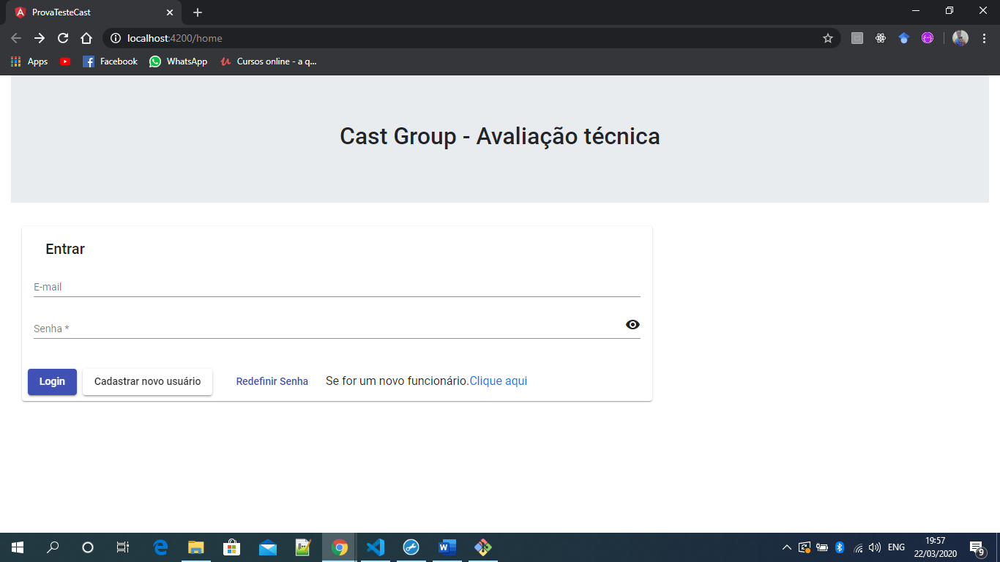 ProvaTesteCast
localhost:4200/home
Apps
Facebook
WhatsApp
Cursos online - a q...
Cast Group - Avaliação técnica
Entrar
E-mail
Senha *
Login
Cadastrar novo usuário
Redefinir Senha
Se for um novo funcionário.Clique aqui
ENG
19:57
22/03/2020
9